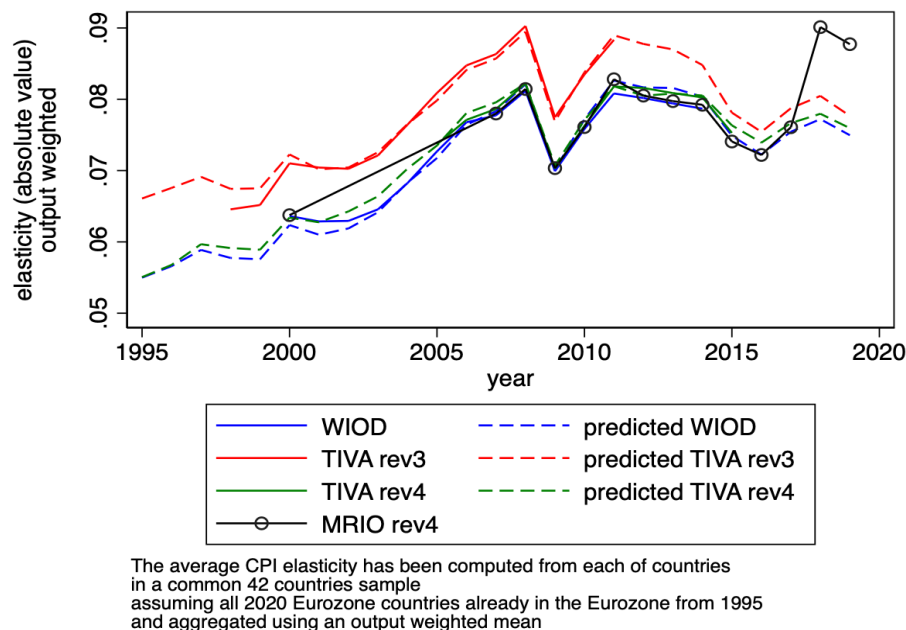 elasticity (absolute value)
output weighted
.09
.08
.07
.06
.05
1995
2000
2005
2010
2015
2020
year
WIOD
predicted WIOD
TIVA rev3
predicted TIVA rev3
TIVA rev4
predicted TIVA rev4
MRIO rev4
The average CPI elasticity has been computed from each of countries
in a common 42 countries sample
assuming all 2020 Eurozone countries already in the Eurozone from 1995
and aggregated using an output weighted mean